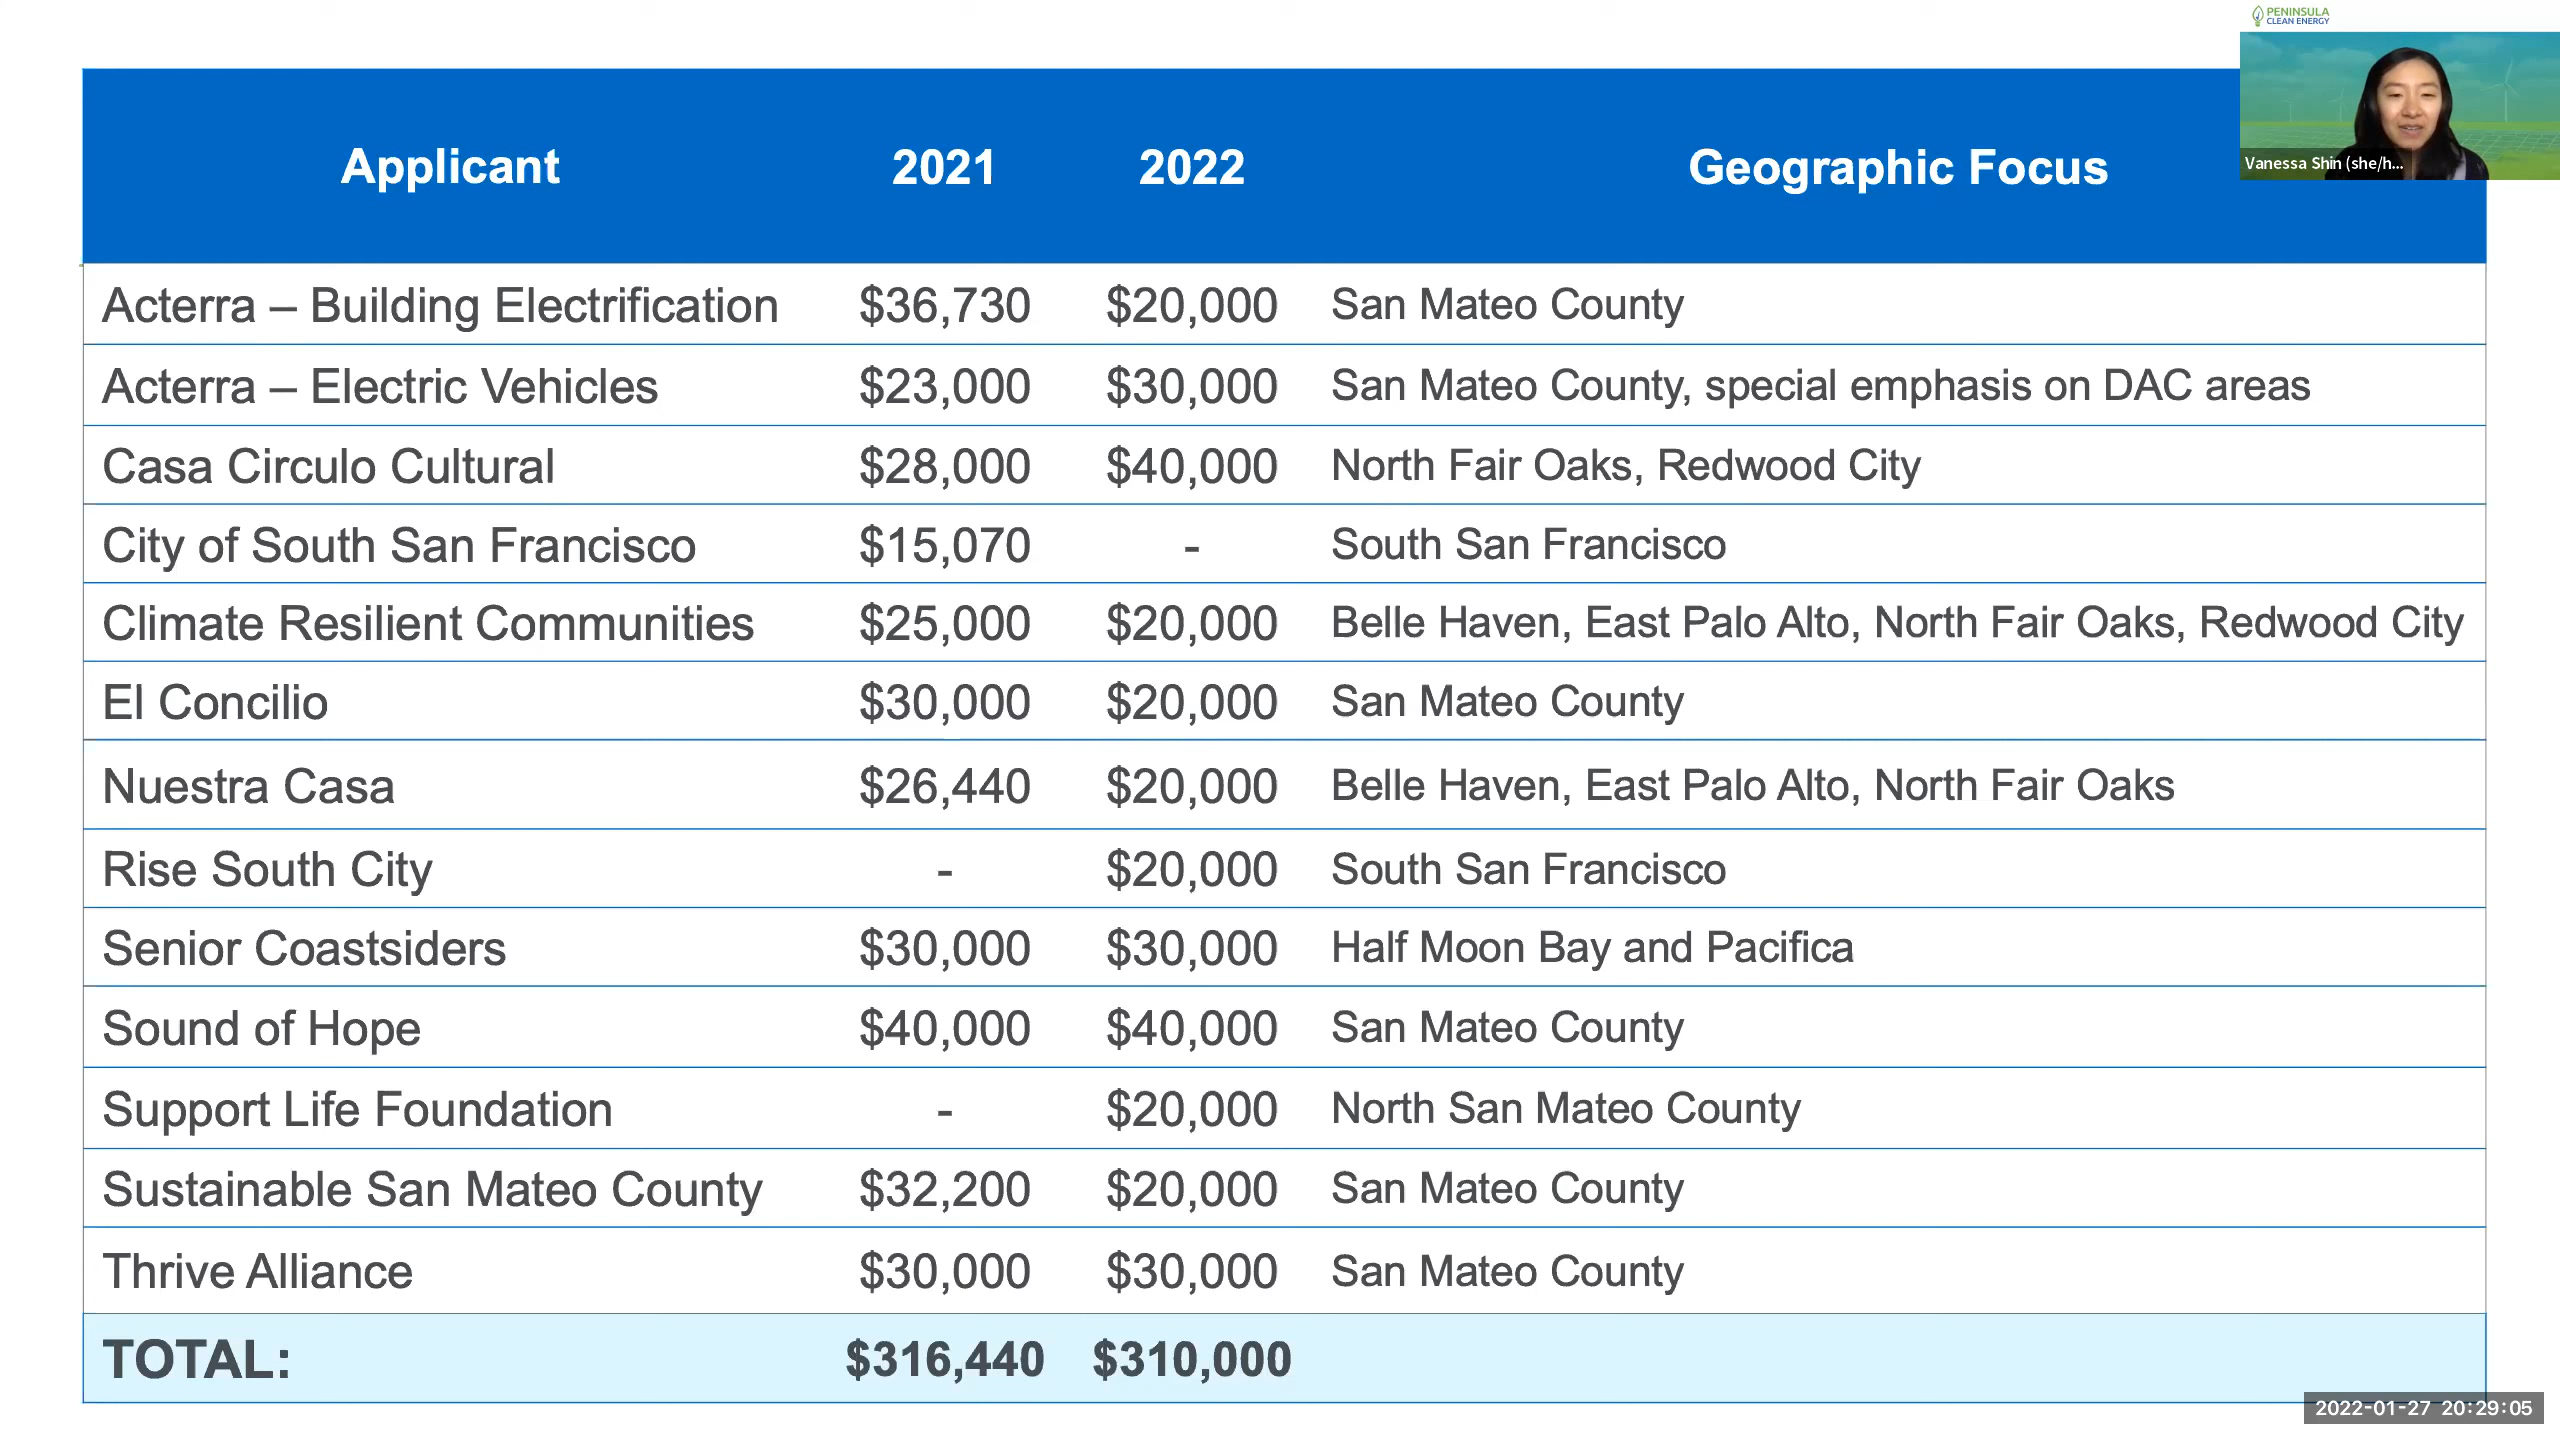 PENINSULA
CLEAN ENERGY
Vanessa Shin (she/h...
Applicant 2021 2022 Geographic Focus
Acterra – Building Electrification $36,730 $20,000 San Mateo County
Acterra – Electric Vehicles $23,000 $30,000 San Mateo County, special emphasis on DAC areas
Casa Circulo Cultural $28,000 $40,000 North Fair Oaks, Redwood City
City of South San Francisco $15,070 - South San Francisco
Climate Resilient Communities $25,000 $20,000 Belle Haven, East Palo Alto, North Fair Oaks, Redwood City
El Concilio $30,000 $20,000 San Mateo County
Nuestra Casa $26,440 $20,000 Belle Haven, East Palo Alto, North Fair Oaks
Rise South City - $20,000 South San Francisco
Senior Coastsiders $30,000 $30,000 Half Moon Bay and Pacifica
Sound of Hope $40,000 $40,000 San Mateo County
Support Life Foundation - $20,000 North San Mateo County
Sustainable San Mateo County $32,200 $20,000 San Mateo County
Thrive Alliance $30,000 $30,000 San Mateo County
TOTAL: $316,440 $310,000
2022-01-27 20:29:05